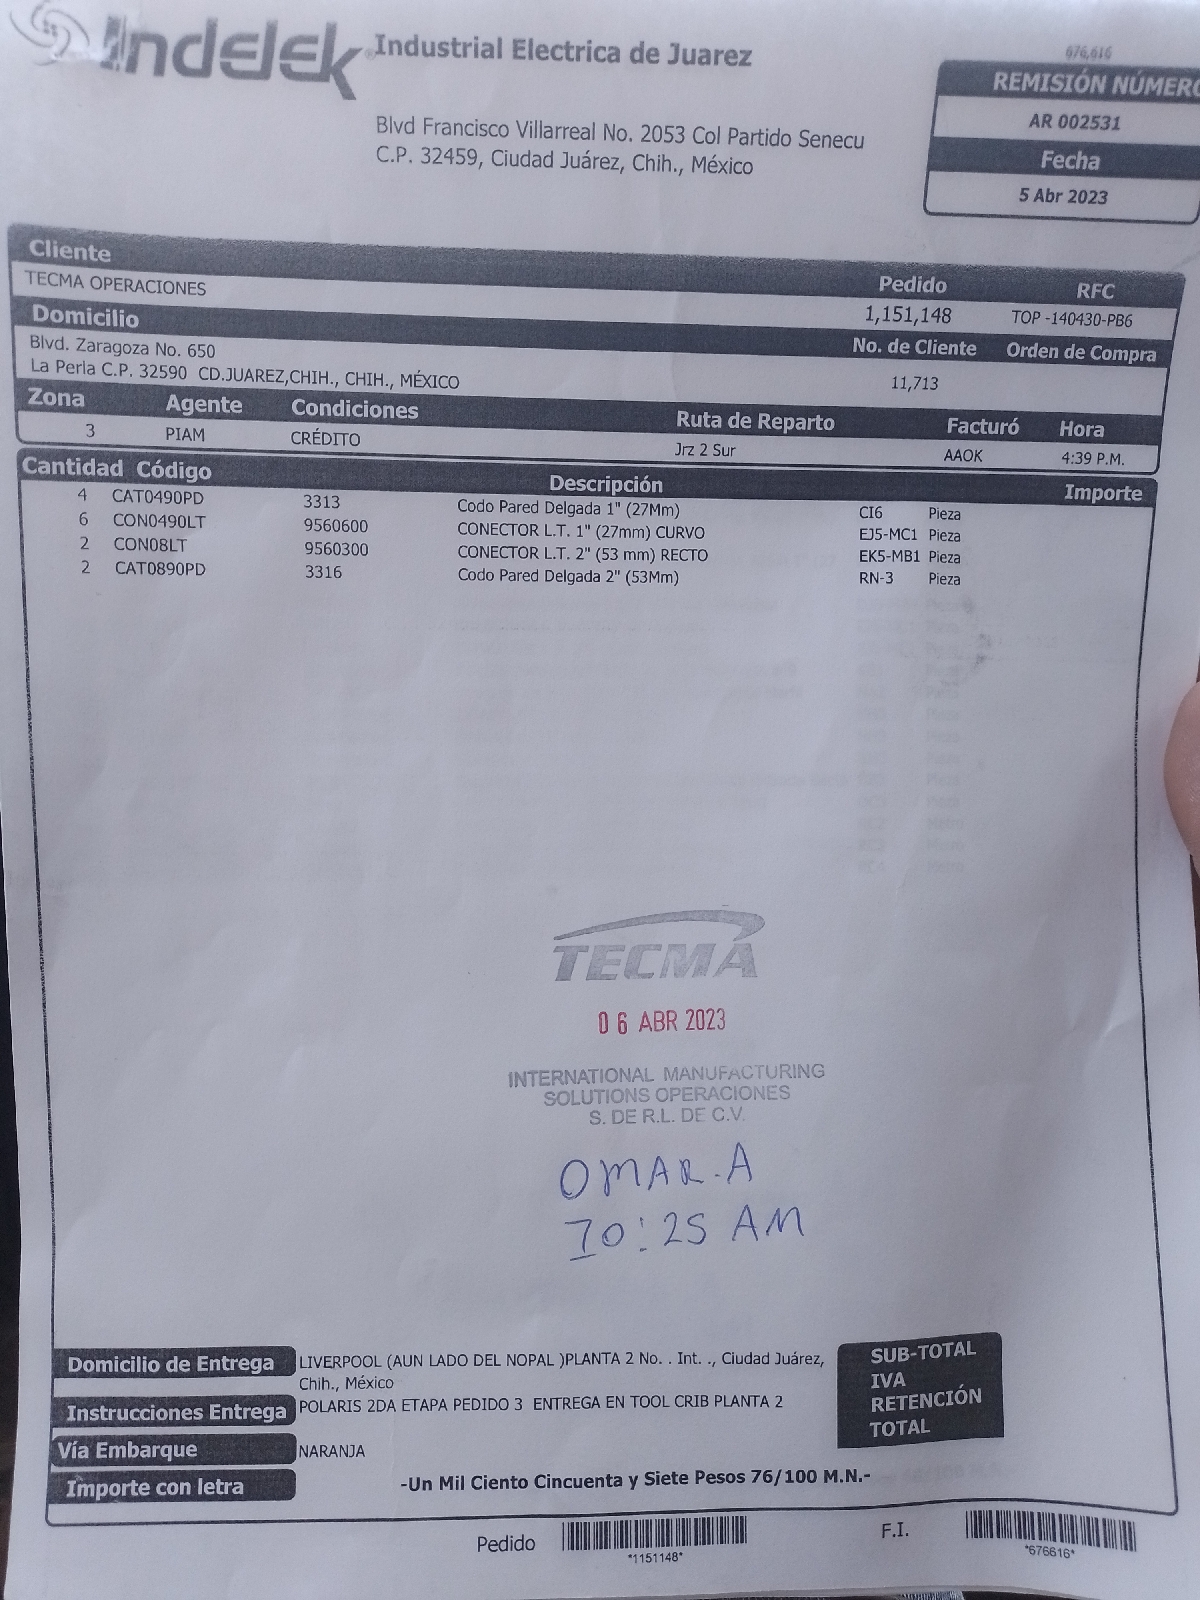 Indelek Industrial Electrica de Juarez
Blvd Francisco Villarreal No. 2053 Col Partido Senecu
C.P. 32459, Ciudad Juárez, Chih., México
676,616
REMISIÓN NÚMERO
AR 002531
Fecha
5 Abr 2023
Cliente Pedido RFC
TECMA OPERACIONES 1,151,148 TOP -140430-PB6
Domicilio No. de Cliente Orden de Compra
Blvd. Zaragoza No. 650
La Perla C.P. 32590 CD.JUAREZ,CHIH., CHIH., MÉXICO 11,713
Zona Agente Condiciones Ruta de Reparto Facturó Hora
3 PIAM CRÉDITO Jrz 2 Sur AAOK 4:39 P.M.
Cantidad Código Descripción Importe
4 CAT0490PD 3313 Codo Pared Delgada 1" (27Mm) CI6 Pieza
6 CON0490LT 9560600 CONECTOR L.T. 1" (27mm) CURVO EJ5-MC1 Pieza
2 CON08LT 9560300 CONECTOR L.T. 2" (53 mm) RECTO EK5-MB1 Pieza
2 CAT0890PD 3316 Codo Pared Delgada 2" (53Mm) RN-3 Pieza
TECMA
06 ABR 2023
INTERNATIONAL MANUFACTURING
SOLUTIONS OPERACIONES
S. DE R.L. DE C.V.
OMAR.A
10:25 AM
Domicilio de Entrega LIVERPOOL (AUN LADO DEL NOPAL )PLANTA 2 No. . Int. ., Ciudad Juárez,
Chih., México
Instrucciones Entrega POLARIS 2DA ETAPA PEDIDO 3 ENTREGA EN TOOL CRIB PLANTA 2
Vía Embarque NARANJA
Importe con letra -Un Mil Ciento Cincuenta y Siete Pesos 76/100 M.N.-
SUB-TOTAL
IVA
RETENCIÓN
TOTAL
Pedido *1151148* F.I. *676616*